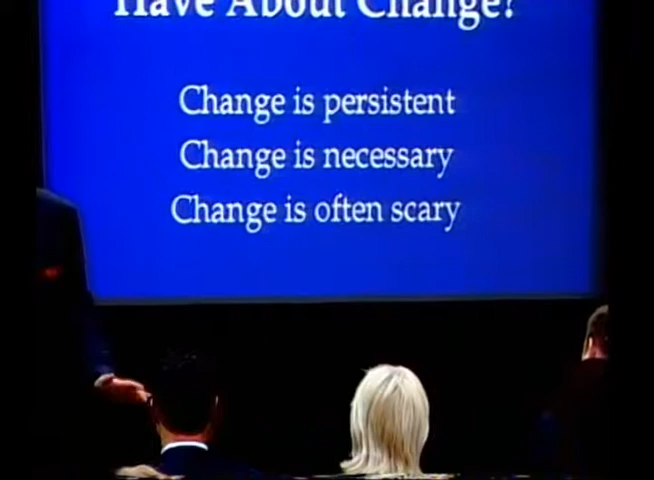 Have About Change?
Change is persistent
Change is necessary
Change is often scary